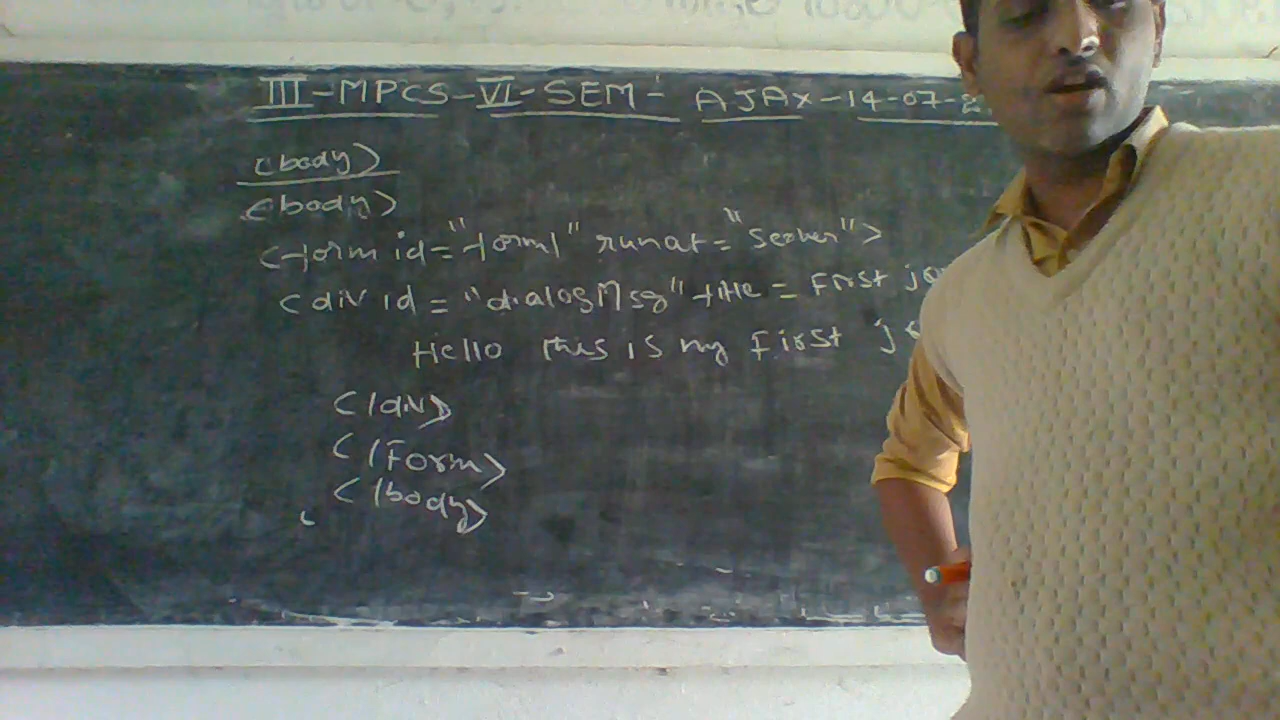 III-MPCS-VI-SEM- AJAX-14-07-2
<body>
<body>
<form id="form1" runat="Server">
<div id="dialogMsg" title=First
Hello this is my First
</div>
</Form>
</body>